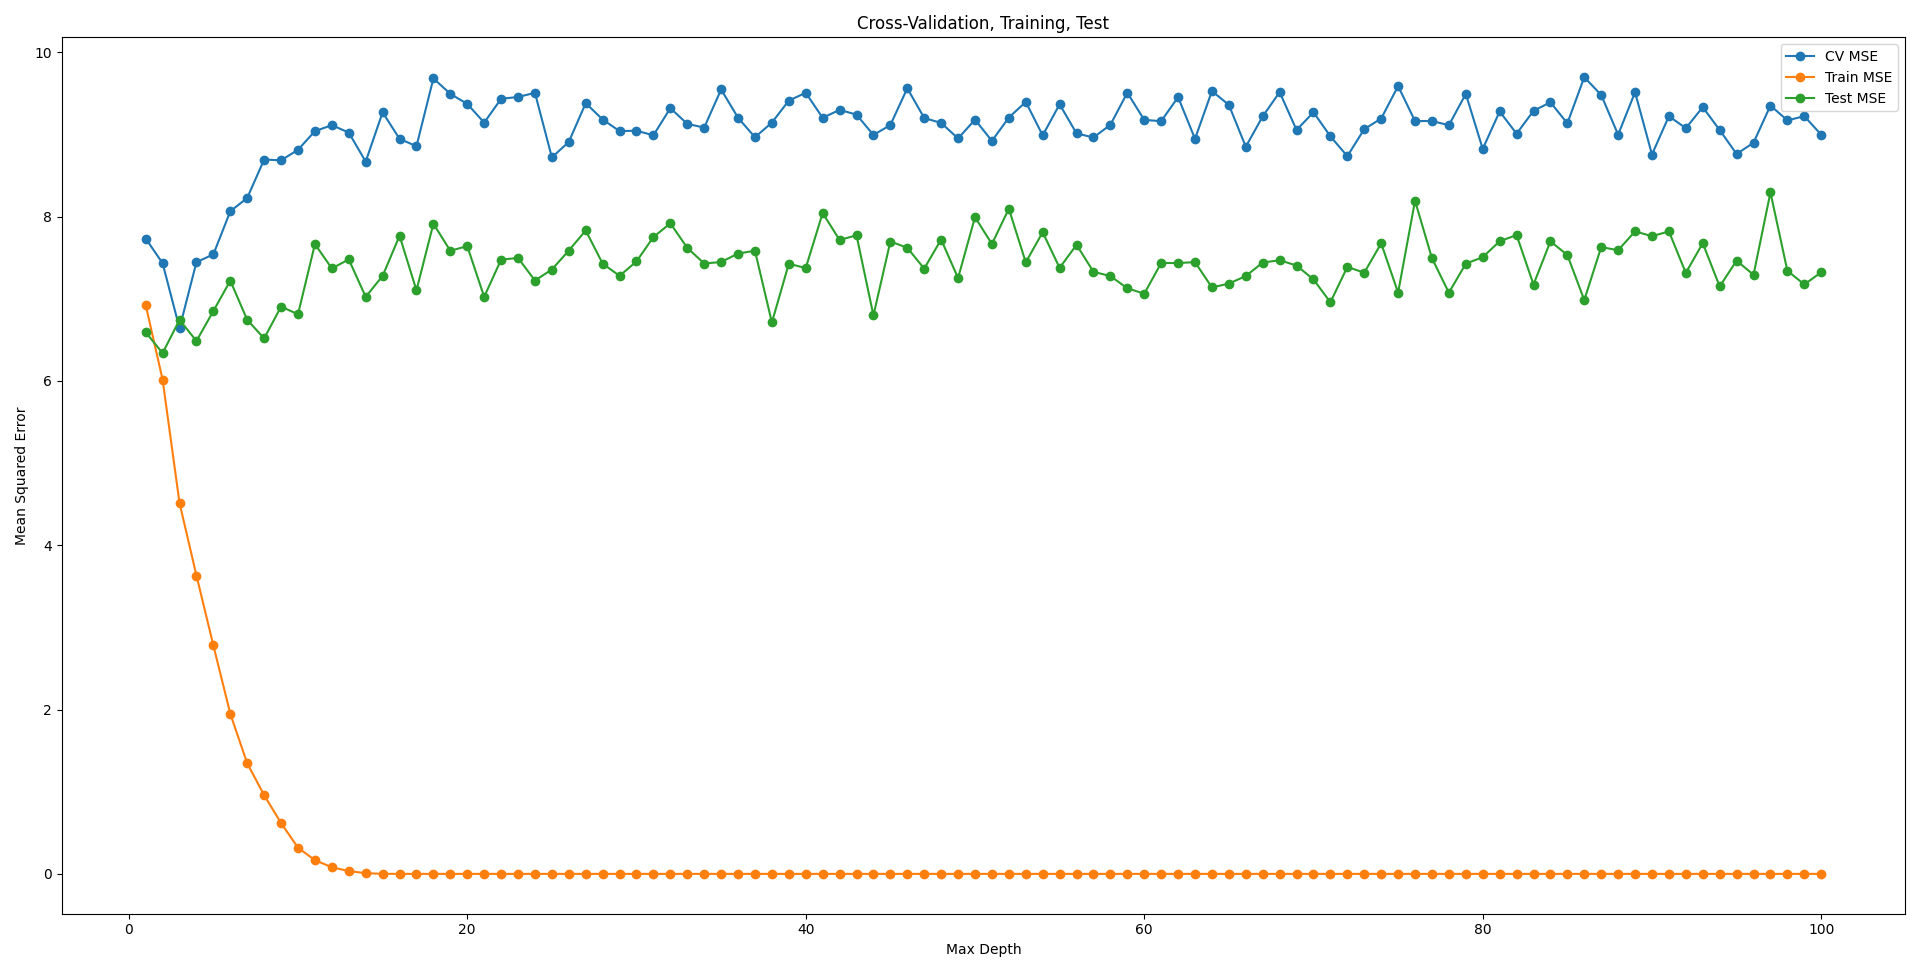 Cross-Validation, Training, Test
CV MSE
Train MSE
Test MSE
Mean Squared Error
10
8
6
4
2
0
0 20 40 60 80 100
Max Depth